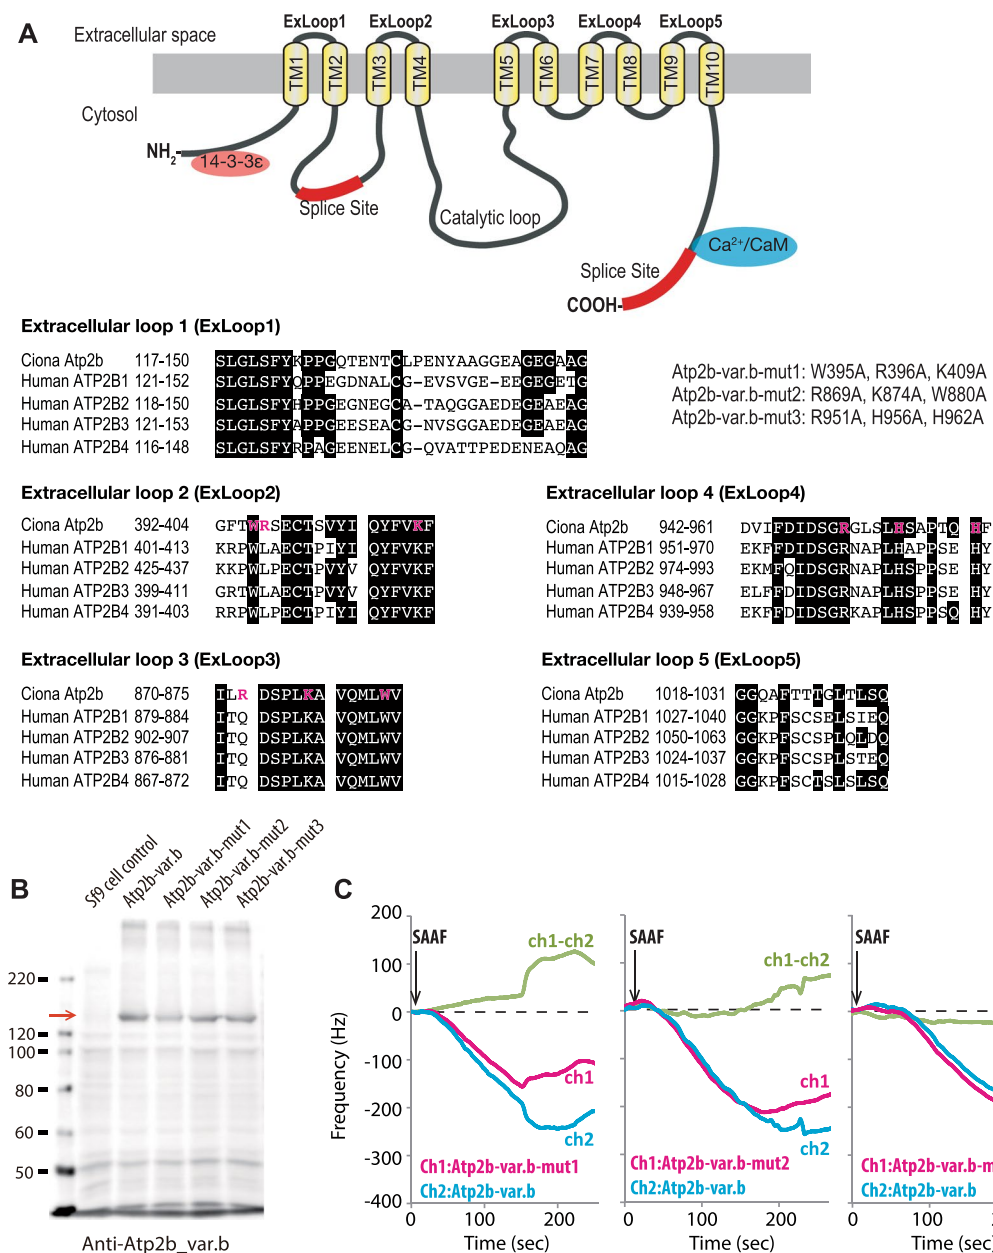 A
Extracellular space
ExLoop1 ExLoop2 ExLoop3 ExLoop4 ExLoop5
TM1 TM2 TM3 TM4 TM5 TM6 TM7 TM8 TM9 TM10
Cytosol
NH2-
14-3-3ε
Splice Site
Catalytic loop
Ca2+/CaM
Splice Site
COOH-
Extracellular loop 1 (ExLoop1)
Ciona Atp2b 117-150 SLGLSFYKPPGQTENTCLPENYAAGGEAGEGAAG
Human ATP2B1 121-152 SLGLSFYQPPEGDNALCG-EVSVGE-EEGEGETG
Human ATP2B2 118-150 SLGLSFYHPPGEGNEGCA-TAQGGAEDEGEAEAG
Human ATP2B3 121-153 SLGLSFYAPPGEESEACG-NVSGGAEDEGEAEAG
Human ATP2B4 116-148 SLGLSFYRPAGEENELCG-QVATTPEDENEAQAG
Atp2b-var.b-mut1: W395A, R396A, K409A
Atp2b-var.b-mut2: R869A, K874A, W880A
Atp2b-var.b-mut3: R951A, H956A, H962A
Extracellular loop 2 (ExLoop2)
Ciona Atp2b 392-404 GFTWRSECTSVYI QYFVKF
Human ATP2B1 401-413 KRPWLAECTPIYI QYFVKF
Human ATP2B2 425-437 KKPWLPECTPVYV QYFVKF
Human ATP2B3 399-411 GRTWLAECTPVYV QYFVKF
Human ATP2B4 391-403 RRPWLPECTPIYI QYFVKF
Extracellular loop 4 (ExLoop4)
Ciona Atp2b 942-961 DVIFDIDSGRGLSLHSAPTQ HF
Human ATP2B1 951-970 EKFFDIDSGRNAPLHAPPSE HY
Human ATP2B2 974-993 EKMFQIDSGRNAPLHSPPSE HY
Human ATP2B3 948-967 ELFFDIDSGRNAPLHSPPSE HY
Human ATP2B4 939-958 EKFFDIDSGRKAPLHSPPSQ HY
Extracellular loop 3 (ExLoop3)
Ciona Atp2b 870-875 ILR DSPLKA VQMLWV
Human ATP2B1 879-884 ITQ DSPLKA VQMLWV
Human ATP2B2 902-907 ITQ DSPLKA VQMLWV
Human ATP2B3 876-881 ITQ DSPLKA VQMLWV
Human ATP2B4 867-872 ITQ DSPLKA VQMLWV
Extracellular loop 5 (ExLoop5)
Ciona Atp2b 1018-1031 GGQAFTTTGLTLSQ
Human ATP2B1 1027-1040 GGKPFSCSELSIEQ
Human ATP2B2 1050-1063 GGKPFSCSPLQLDQ
Human ATP2B3 1024-1037 GGKPFSCSPLSTEQ
Human ATP2B4 1015-1028 GGKPFSCTSLSLSQ
B
Sf9 cell control
Atp2b-var.b
Atp2b-var.b-mut1
Atp2b-var.b-mut2
Atp2b-var.b-mut3
220
120
100
80
60
50
Anti-Atp2b_var.b
C
Frequency (Hz)
200
100
0
-100
-200
-300
-400
SAAF
ch1-ch2
ch1
ch2
Ch1:Atp2b-var.b-mut1
Ch2:Atp2b-var.b
0 100 200
Time (sec)
SAAF
ch1-ch2
ch1
ch2
Ch1:Atp2b-var.b-mut2
Ch2:Atp2b-var.b
0 100 200
Time (sec)
SAAF
Ch1:Atp2b-var.b-m
Ch2:Atp2b-var.b
0 100
Time (sec)